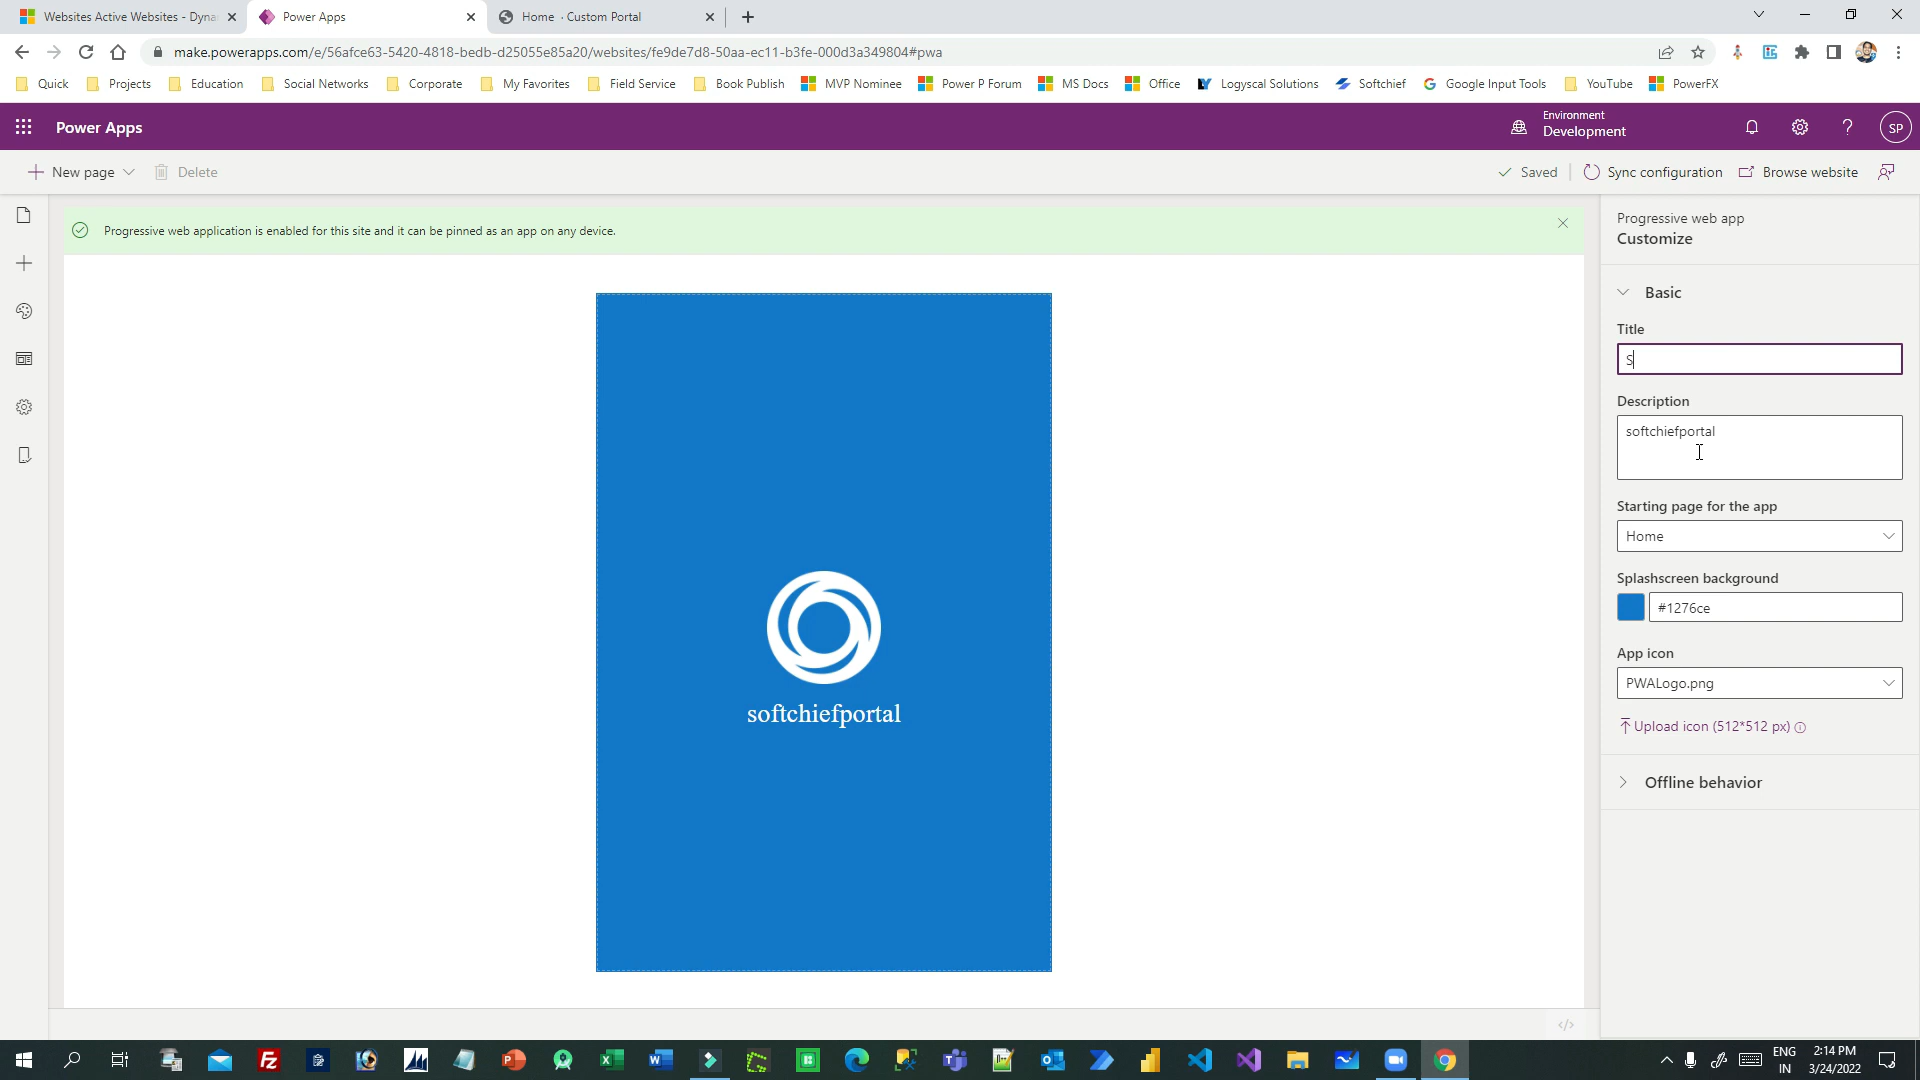 Websites Active Websites - Dyna
Power Apps
Home · Custom Portal
make.powerapps.com/e/56afce63-5420-4818-bedb-d25055e85a20/websites/fe9de7d8-50aa-ec11-b3fe-000d3a349804#pwa
Quick
Projects
Education
Social Networks
Corporate
My Favorites
Field Service
Book Publish
MVP Nominee
Power P Forum
MS Docs
Office
Logyscal Solutions
Softchief
Google Input Tools
YouTube
PowerFX
Power Apps
Environment
Development
SP
New page
Delete
Saved
Sync configuration
Browse website
Progressive web application is enabled for this site and it can be pinned as an app on any device.
softchiefportal
Progressive web app
Customize
Basic
Title
S
Description
softchiefportal
Starting page for the app
Home
Splashscreen background
#1276ce
App icon
PWALogo.png
Upload icon (512*512 px)
Offline behavior
ENG
IN
2:14 PM
3/24/2022